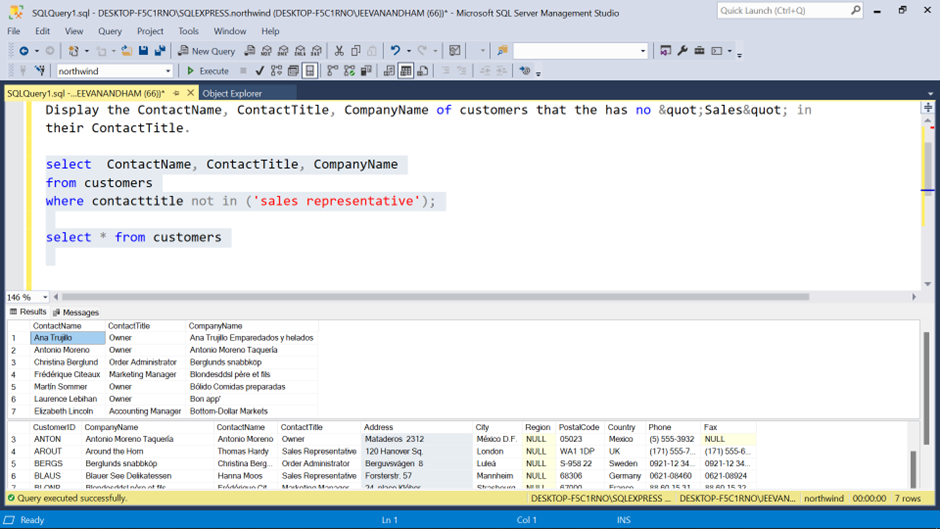 SQLQuery1.sql - DESKTOP-F5C1RNO\SQLEXPRESS.northwind (DESKTOP-F5C1RNO\JEEVANANDHAM (66))* - Microsoft SQL Server Management Studio
Quick Launch (Ctrl+Q)
File Edit View Query Project Tools Window Help
New Query
northwind Execute
SQLQuery1.sql -...EEVANANDHAM (66))* Object Explorer
Display the ContactName, ContactTitle, CompanyName of customers that the has no &quot;Sales&quot; in
their ContactTitle.
select ContactName, ContactTitle, CompanyName
from customers
where contacttitle not in ('sales representative');
select * from customers
146 %
Results Messages
ContactName ContactTitle CompanyName
1 Ana Trujillo Owner Ana Trujillo Emparedados y helados
2 Antonio Moreno Owner Antonio Moreno Taquería
3 Christina Berglund Order Administrator Berglunds snabbköp
4 Frédérique Citeaux Marketing Manager Blondesddsl père et fils
5 Martín Sommer Owner Bólido Comidas preparadas
6 Laurence Lebihan Owner Bon app'
7 Elizabeth Lincoln Accounting Manager Bottom-Dollar Markets
CustomerID CompanyName ContactName ContactTitle Address City Region PostalCode Country Phone Fax
3 ANTON Antonio Moreno Taquería Antonio Moreno Owner Mataderos 2312 México D.F. NULL 05023 Mexico (5) 555-3932 NULL
4 AROUT Around the Horn Thomas Hardy Sales Representative 120 Hanover Sq. London NULL WA1 1DP UK (171) 555-7... (171) 555-6...
5 BERGS Berglunds snabbköp Christina Berg... Order Administrator Berguvsvägen 8 Luleå NULL S-958 22 Sweden 0921-12 34... 0921-12 34...
6 BLAUS Blauer See Delikatessen Hanna Moos Sales Representative Forsterstr. 57 Mannheim NULL 68306 Germany 0621-08460 0621-08924
Query executed successfully. DESKTOP-F5C1RNO\SQLEXPRESS ... DESKTOP-F5C1RNO\JEEVAN... northwind 00:00:00 7 rows
Ready Ln 1 Col 1 INS